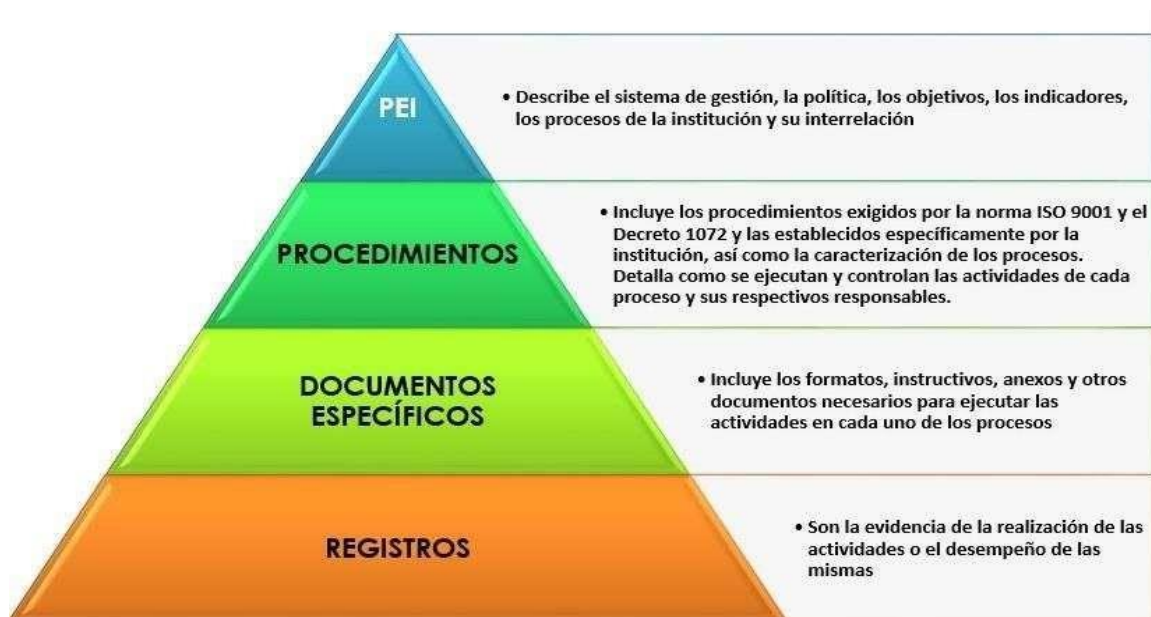 PEI
• Describe el sistema de gestión, la política, los objetivos, los indicadores,
los procesos de la institución y su interrelación
PROCEDIMIENTOS
• Incluye los procedimientos exigidos por la norma ISO 9001 y el
Decreto 1072 y las establecidos específicamente por la
institución, así como la caracterización de los procesos.
Detalla como se ejecutan y controlan las actividades de cada
proceso y sus respectivos responsables.
DOCUMENTOS
ESPECÍFICOS
• Incluye los formatos, instructivos, anexos y otros
documentos necesarios para ejecutar las
actividades en cada uno de los procesos
REGISTROS
• Son la evidencia de la realización de las
actividades o el desempeño de las
mismas